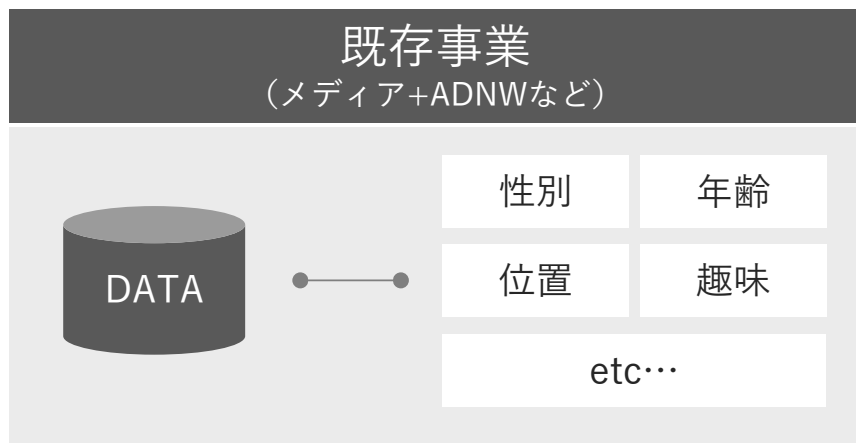 既存事業
（メディア+ADNWなど）
DATA
性別
年齢
位置
趣味
etc…